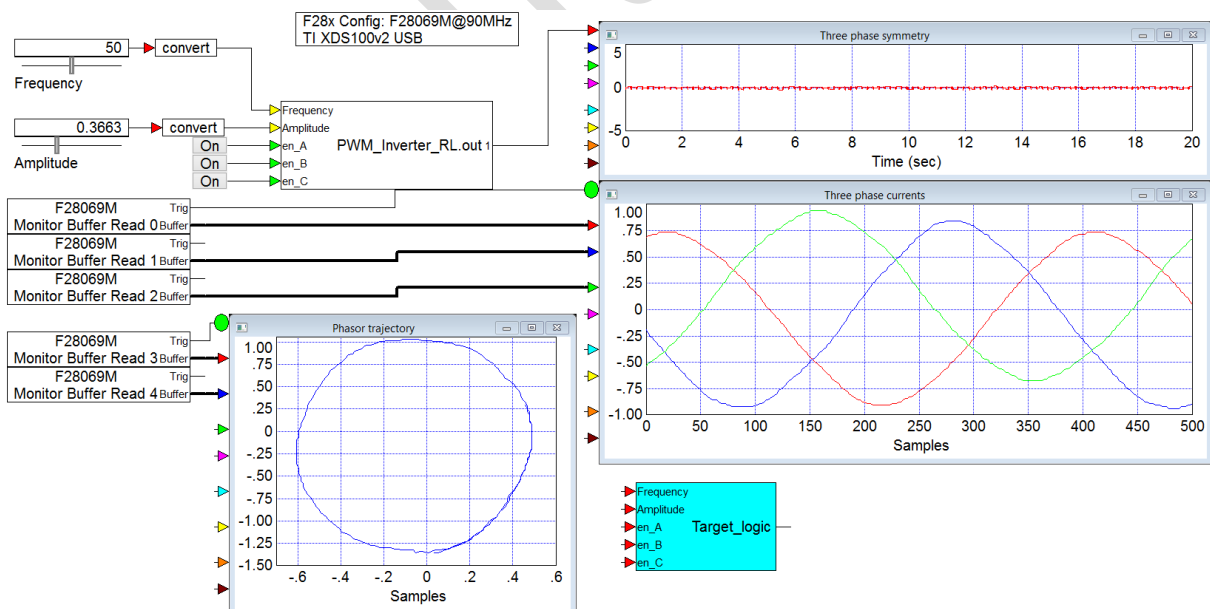 F28x Config: F28069M@90MHz
TI XDS100v2 USB
50
convert
Frequency
0.3663
convert
Amplitude
On
On
On
Frequency
Amplitude
en_A
en_B
en_C
PWM_Inverter_RL.out 1
F28069M
Trig
Monitor Buffer Read 0 Buffer
F28069M
Trig
Monitor Buffer Read 1 Buffer
F28069M
Trig
Monitor Buffer Read 2 Buffer
F28069M
Trig
Monitor Buffer Read 3 Buffer
F28069M
Trig
Monitor Buffer Read 4 Buffer
Three phase symmetry
5
0
-5
0 2 4 6 8 10 12 14 16 18 20
Time (sec)
Three phase currents
1.00
.75
.50
.25
0
-.25
-.50
-.75
-1.00
0 50 100 150 200 250 300 350 400 450 500
Samples
Phasor trajectory
1.00
.75
.50
.25
0
-.25
-.50
-.75
-1.00
-1.25
-1.50
-.6 -.4 -.2 0 .2 .4 .6
Samples
Frequency
Amplitude
en_A
en_B
en_C
Target_logic